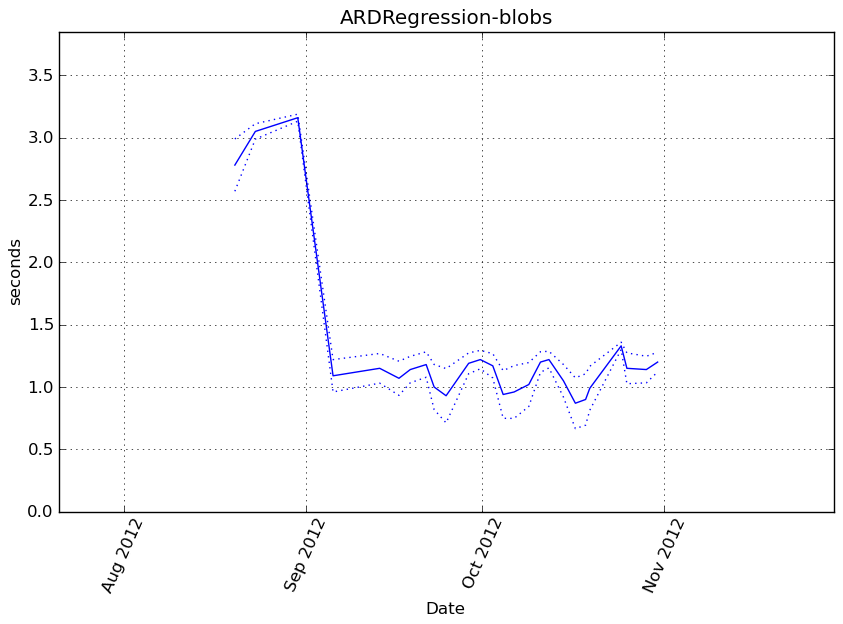 ARDRegression-blobs
3.5
3.0
2.5
2.0
1.5
1.0
0.5
0.0
seconds
Aug 2012
Sep 2012
Oct 2012
Nov 2012
Date